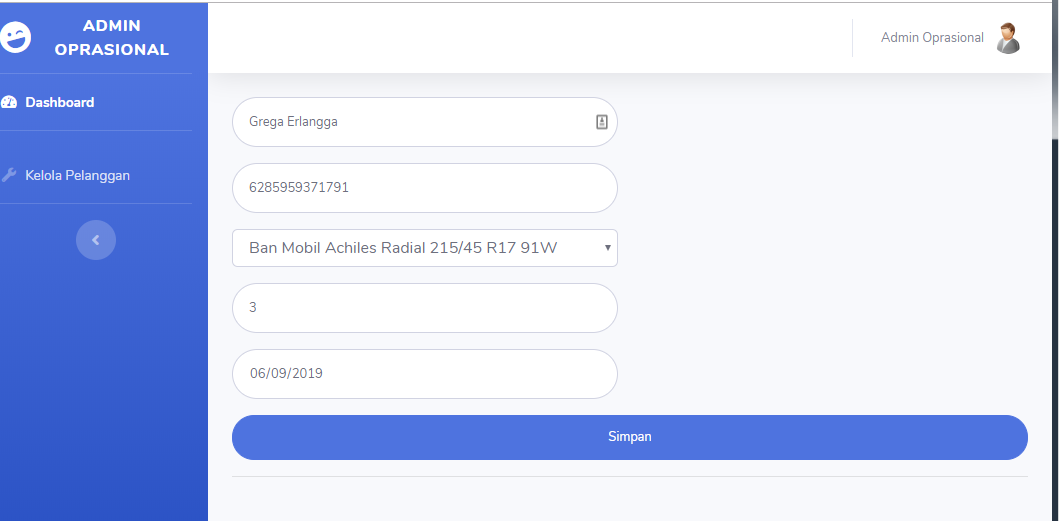 ADMIN
OPRASIONAL
Admin Oprasional
Dashboard
Kelola Pelanggan
Grega Erlangga
6285959371791
Ban Mobil Achiles Radial 215/45 R17 91W
3
06/09/2019
Simpan